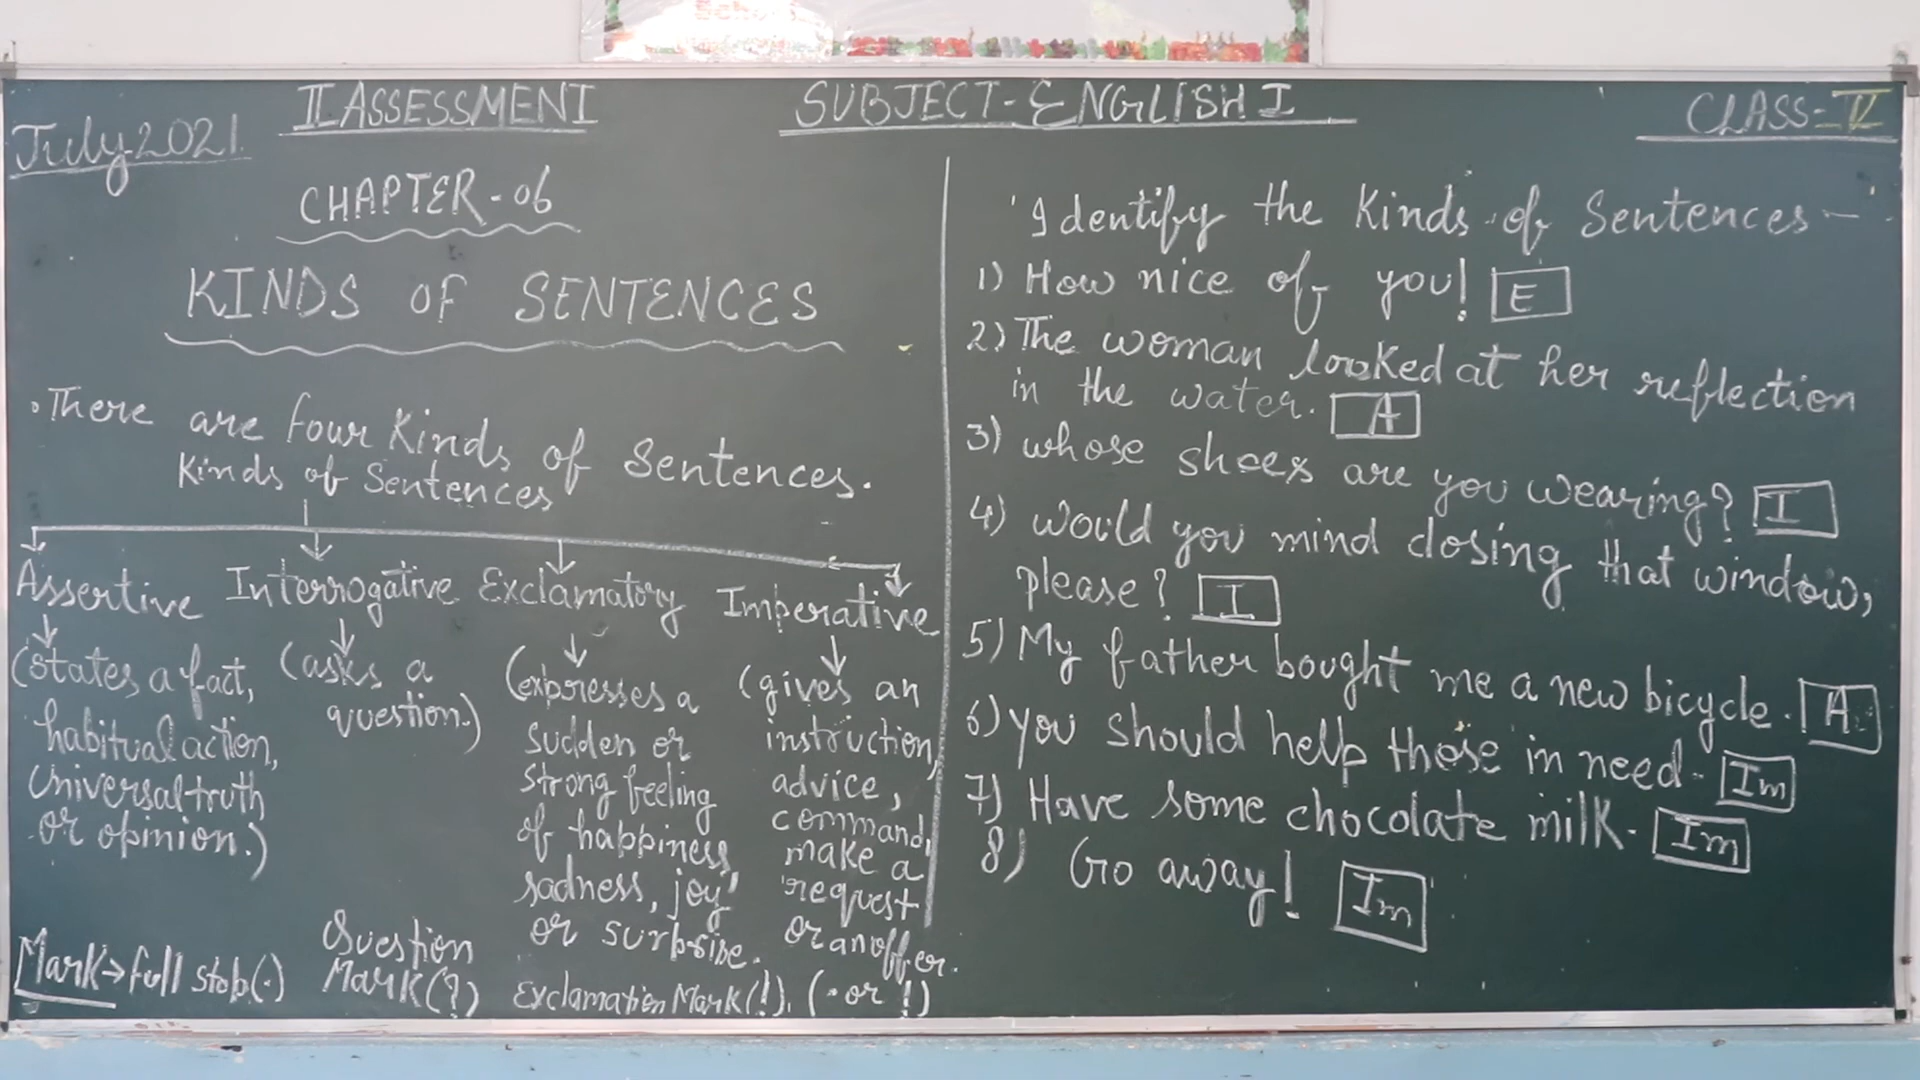 July 2021.
II ASSESSMENT
SUBJECT-ENGLISH I
CLASS-IV
CHAPTER-06
KINDS OF SENTENCES
• There are four Kinds of Sentences.
Kinds of Sentences
Assertive Interrogative Exclamatory Imperative
(states a fact,
habitual action,
Universal truth
or opinion.)
Mark→full stop(.)
(asks a
question.)
Question
Mark(?)
(expresses a
sudden or
strong feeling
of happiness,
sadness, joy
or surprise.
Exclamation Mark(!).
(gives an
instruction,
advice,
command,
make a
request
or an offer.
(. or !)
Identify the Kinds of Sentences-
1) How nice of you! E
2) The woman looked at her reflection
in the water. A
3) whose shoes are you wearing? I
4) would you mind closing that window,
please? I
5) My father bought me a new bicycle. A
6) you should help those in need. Im
7) Have some chocolate milk. Im
8) Go away! Im